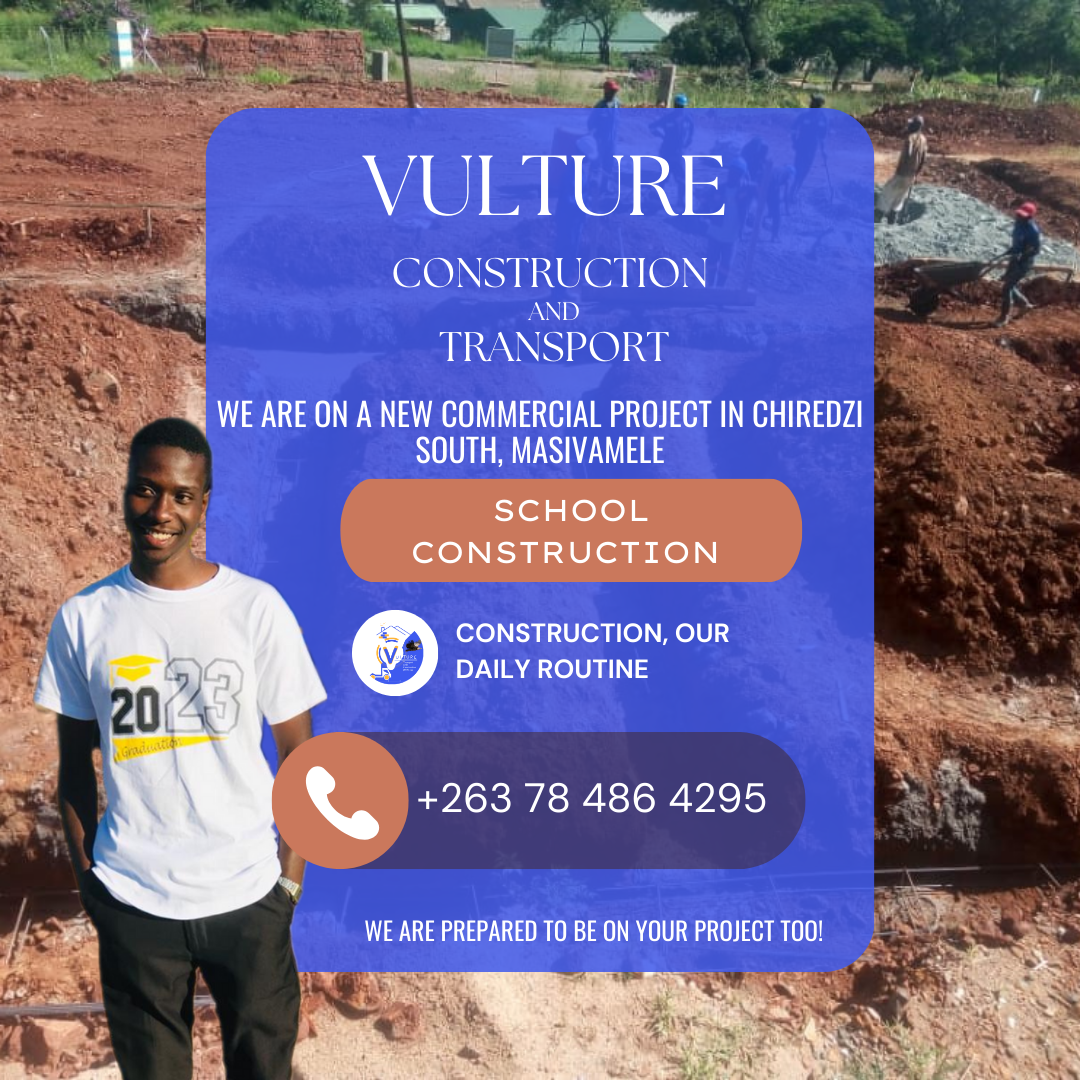 VULTURE
CONSTRUCTION
AND
TRANSPORT
WE ARE ON A NEW COMMERCIAL PROJECT IN CHIREDZI
SOUTH, MASIVAMELE
SCHOOL
CONSTRUCTION
CONSTRUCTION, OUR
DAILY ROUTINE
2023
Graduation
+263 78 486 4295
WE ARE PREPARED TO BE ON YOUR PROJECT TOO!